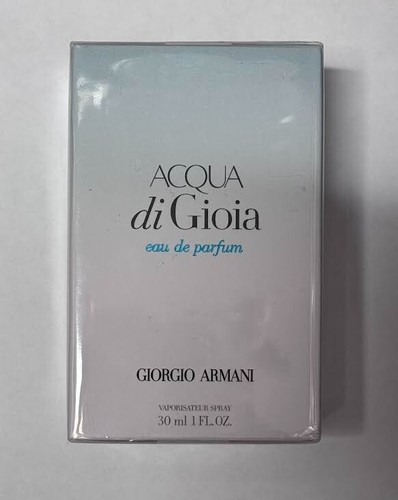 ACQUA
di Gioia
eau de parfum
GIORGIO ARMANI
VAPORISATEUR SPRAY
30 ml 1 FL. OZ.